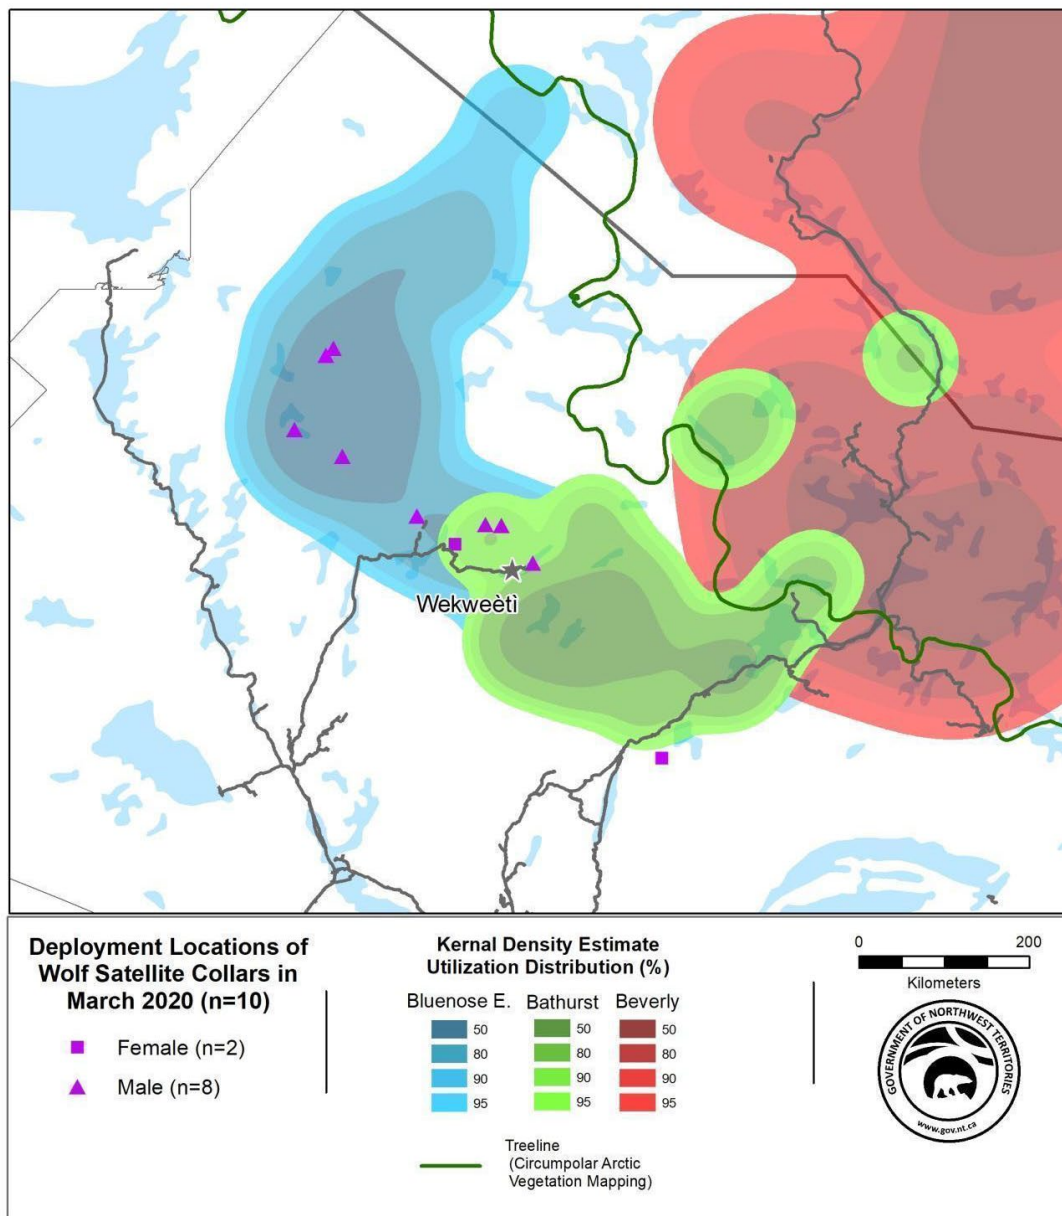 Wekweètì
Deployment Locations of
Wolf Satellite Collars in
March 2020 (n=10)
Female (n=2)
Male (n=8)
Kernal Density Estimate
Utilization Distribution (%)
Bluenose E.
50
80
90
95
Bathurst
50
80
90
95
Beverly
50
80
90
95
Treeline
(Circumpolar Arctic
Vegetation Mapping)
0 200
Kilometers
GOVERNMENT OF NORTHWEST TERRITORIES
www.gov.nt.ca